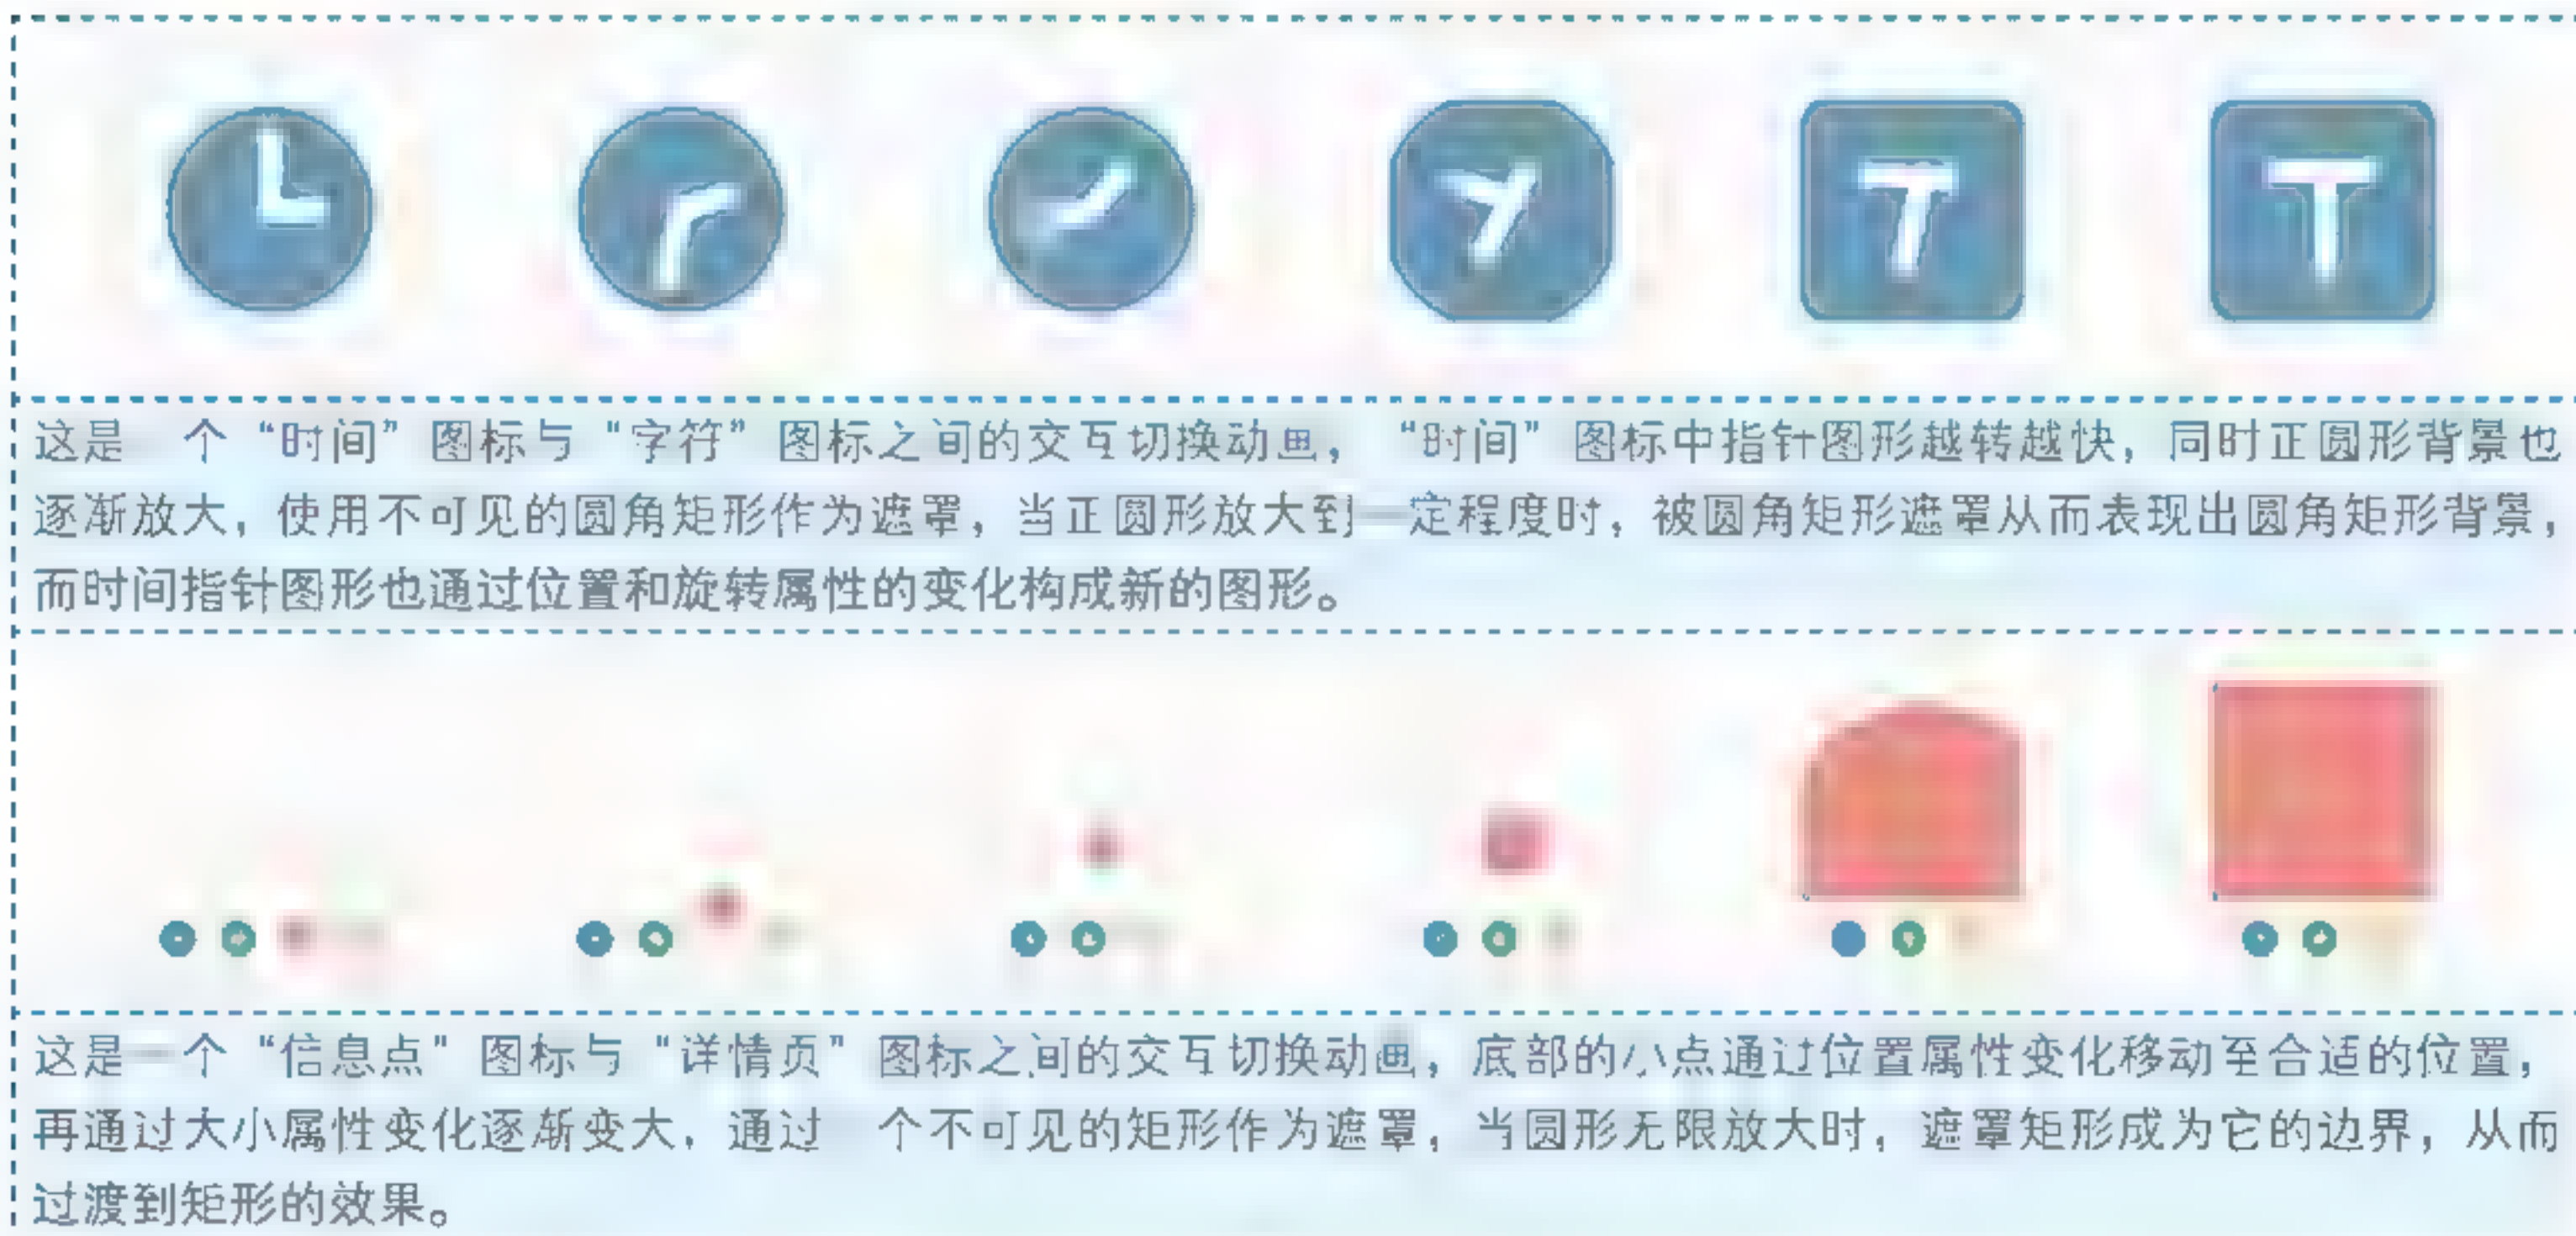 这是一个“时间”图标与“字符”图标之间的交互切换动画，“时间”图标中指针图形越转越快，同时正圆形背景也
逐渐放大，使用不可见的圆角矩形作为遮罩，当正圆形放大到一定程度时，被圆角矩形遮罩从而表现出圆角矩形背景，
而时间指针图形也通过位置和旋转属性的变化构成新的图形。
这是一个“信息点”图标与“详情页”图标之间的交互切换动画，底部的小点通过位置属性变化移动至合适的位置，
再通过大小属性变化逐渐变大，通过一个不可见的矩形作为遮罩，当圆形无限放大时，遮罩矩形成为它的边界，从而
过渡到矩形的效果。